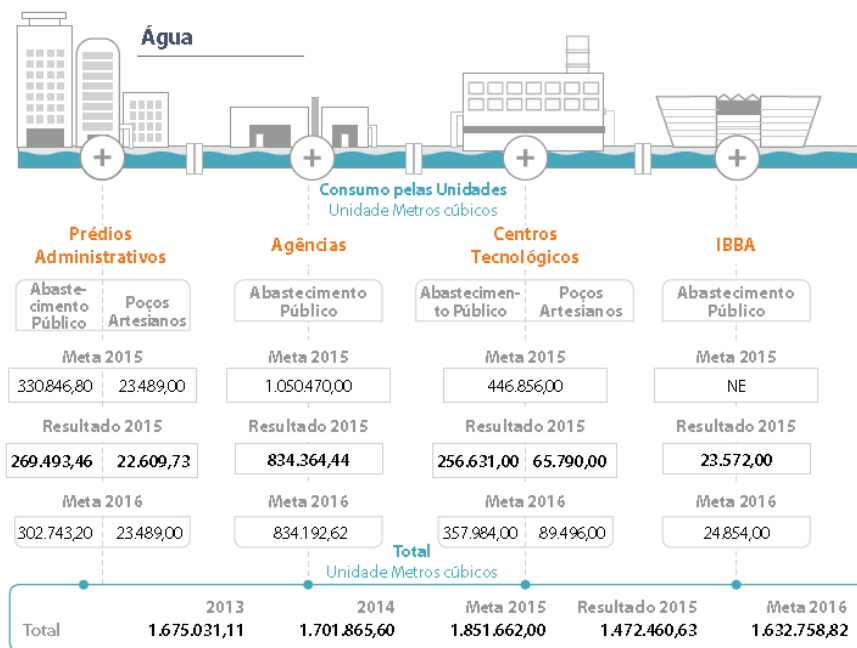 Água
Consumo pelas Unidades
Unidade Metros cúbicos
Prédios
Administrativos
Agências
Centros
Tecnológicos
IBBA
Abaste-
cimento
Público
Poços
Artesianos
Abastecimento
Público
Abastecimen-
to Público
Poços
Artesianos
Abastecimento
Público
Meta 2015 Meta 2015 Meta 2015 Meta 2015
330.846,80 23.489,00 1.050.470,00 446.856,00 NE
Resultado 2015 Resultado 2015 Resultado 2015 Resultado 2015
269.493,46 22.609,73 834.364,44 256.631,00 65.790,00 23.572,00
Meta 2016 Meta 2016 Meta 2016 Meta 2016
302.743,20 23.489,00 834.192,62 357.984,00 89.496,00 24.854,00
Total
Unidade Metros cúbicos
2013 2014 Meta 2015 Resultado 2015 Meta 2016
Total 1.675.031,11 1.701.865,60 1.851.662,00 1.472.460,63 1.632.758,82